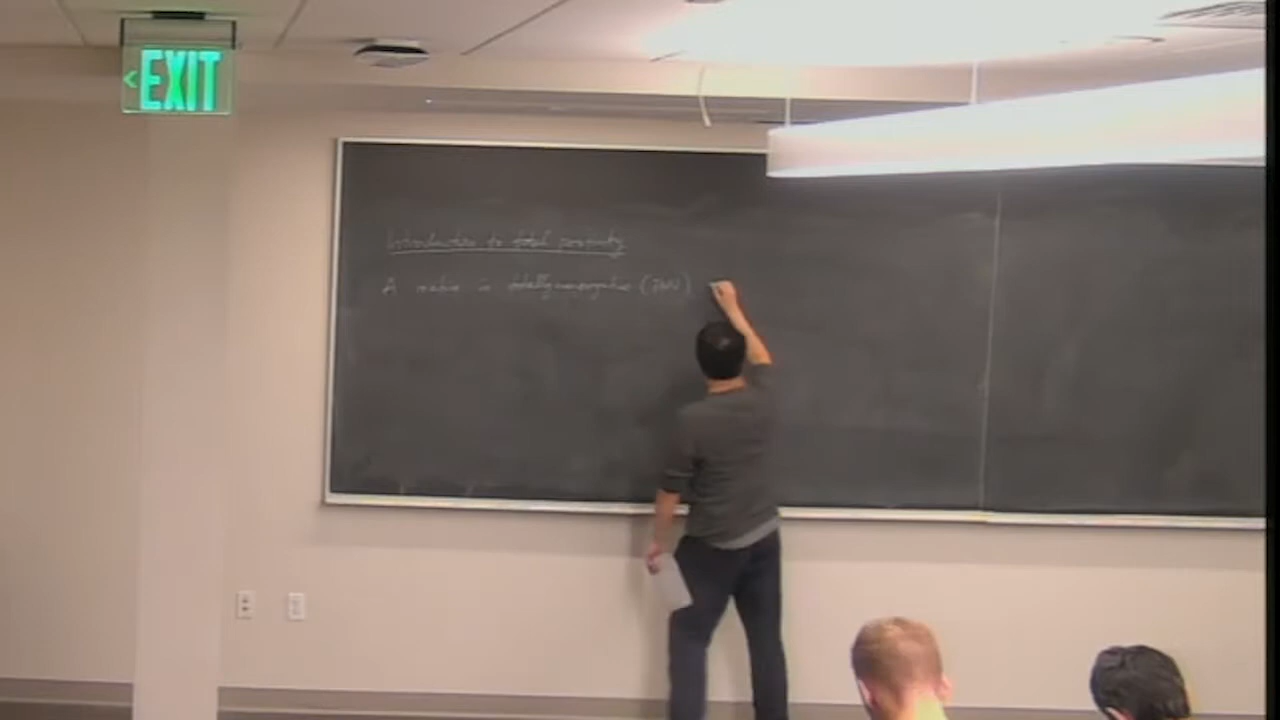 <EXIT
Introduction to total positivity
A matrix is totally nonnegative (TNN)